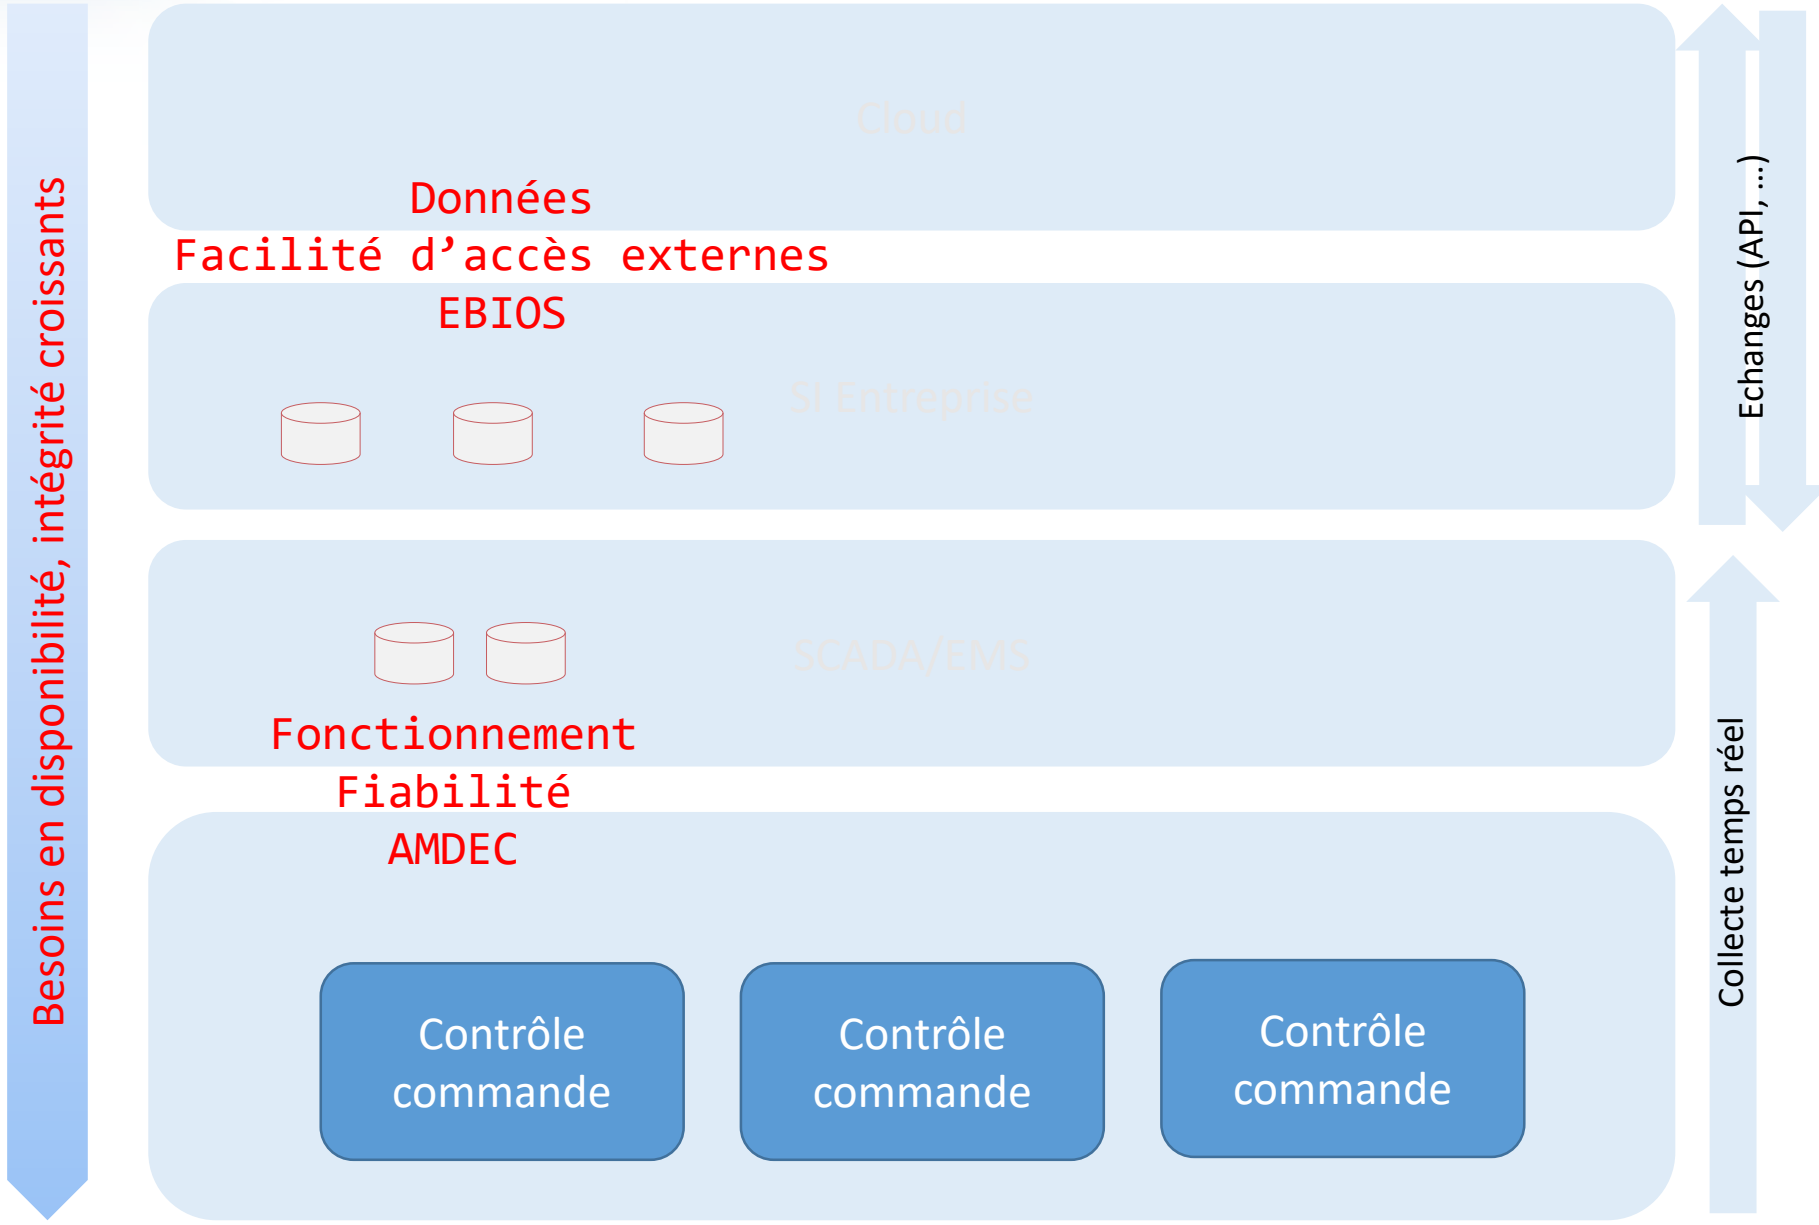 Besoins en disponibilité, intégrité croissants
Cloud
Données
Facilité d’accès externes
EBIOS
SI Entreprise
SCADA/EMS
Fonctionnement
Fiabilité
AMDEC
Contrôle
commande
Contrôle
commande
Contrôle
commande
Echanges (API, ...)
Collecte temps réel